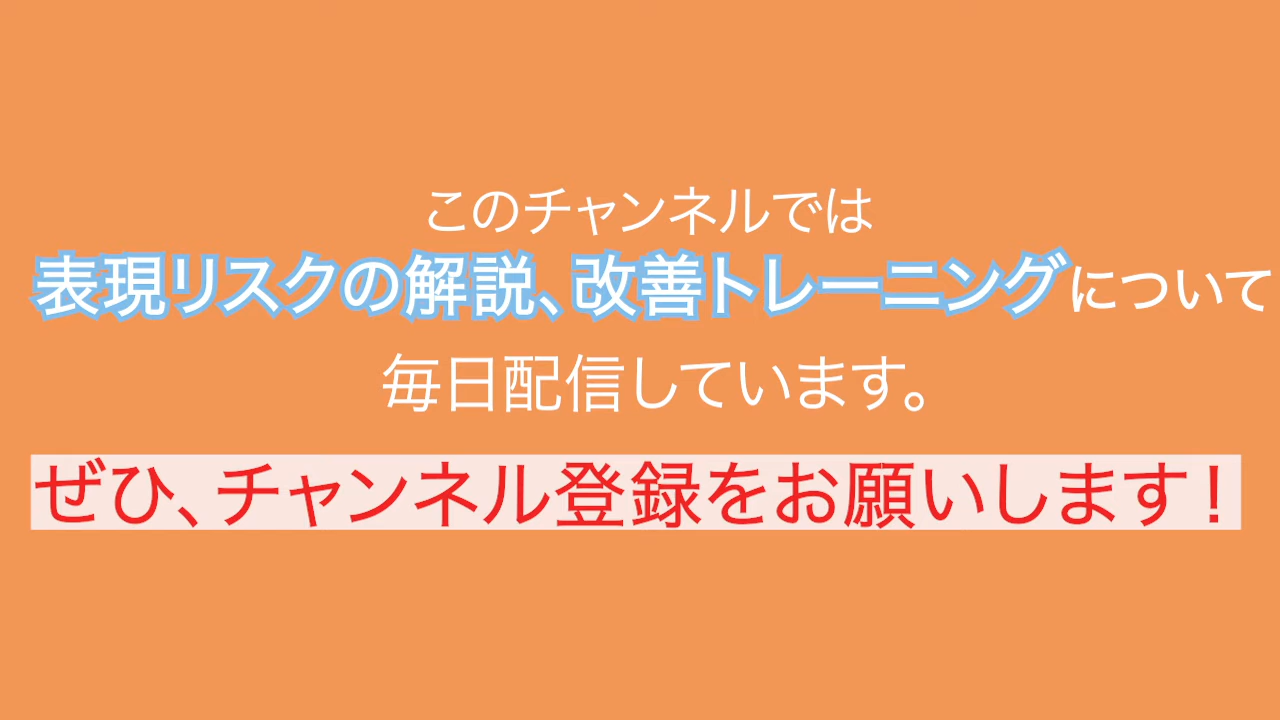 このチャンネルでは
表現リスクの解説、改善トレーニングについて
毎日配信しています。
ぜひ、チャンネル登録をお願いします！